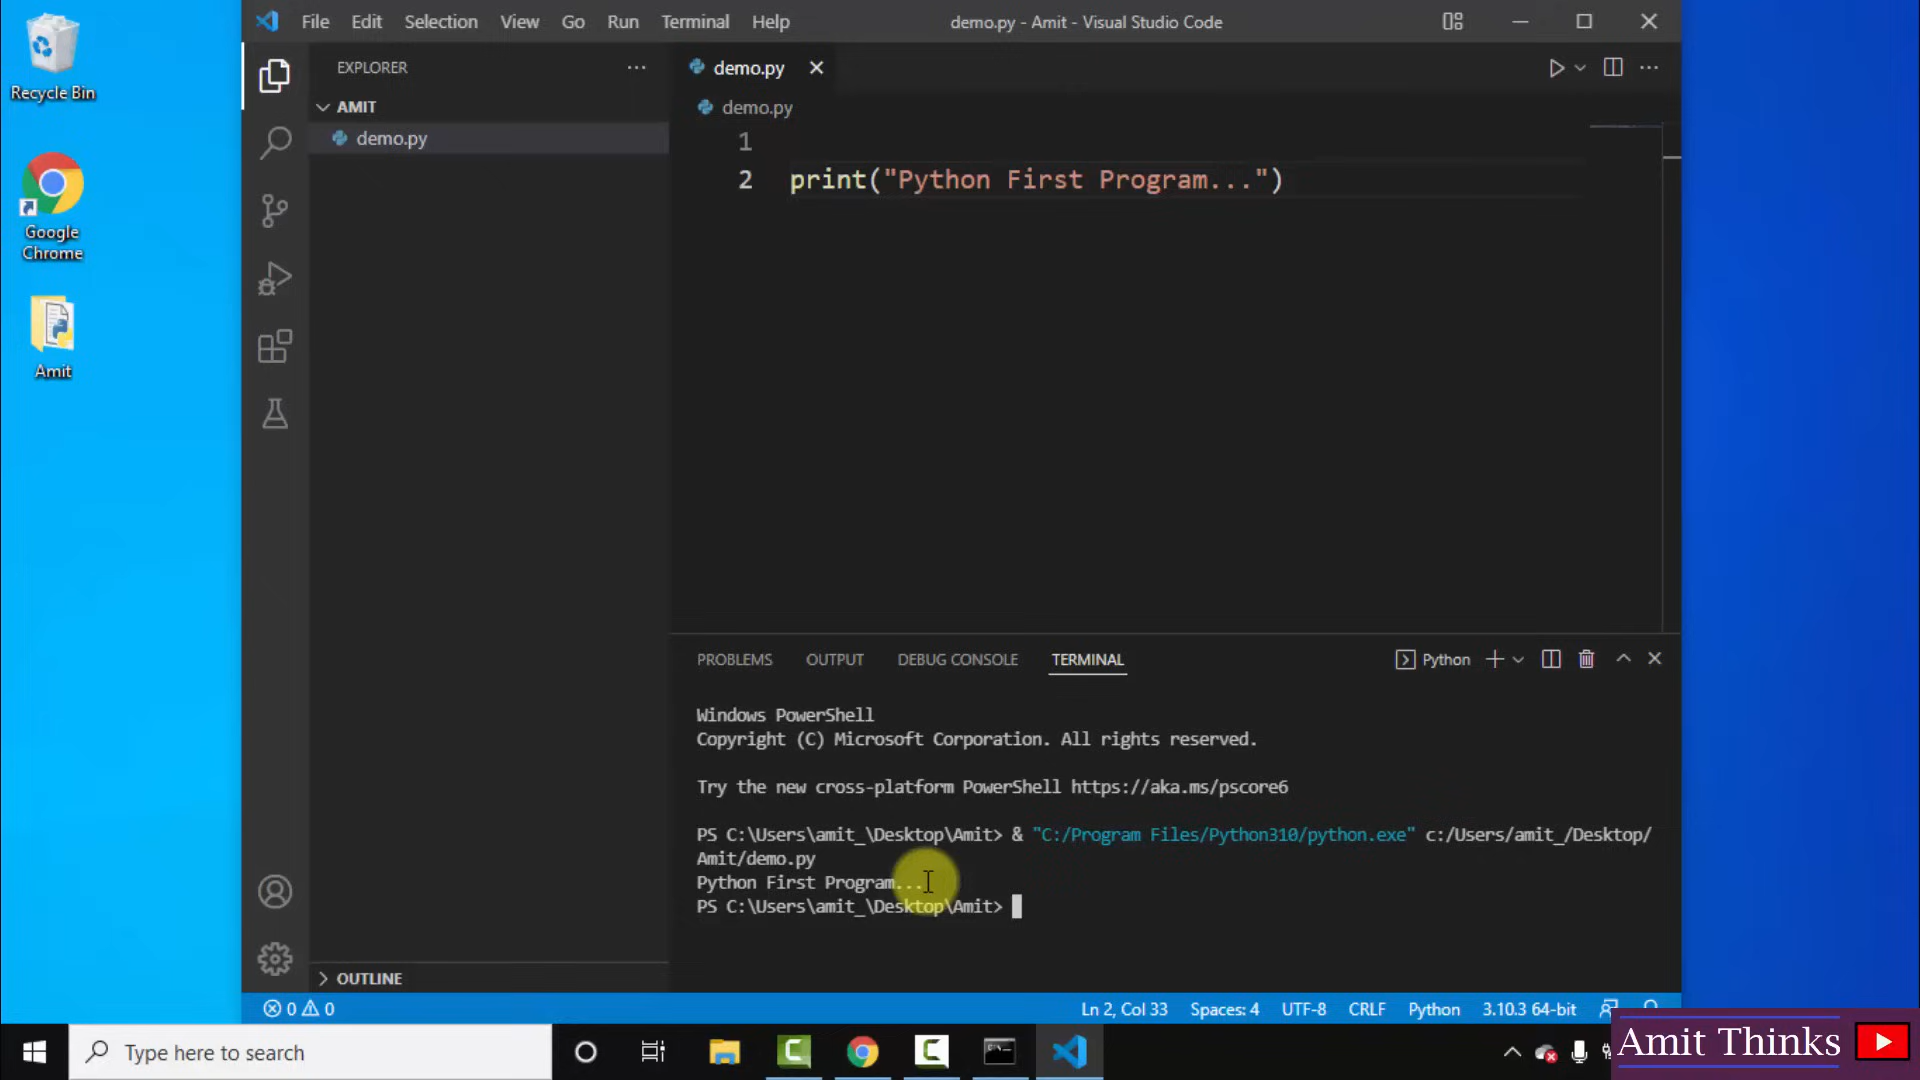 File Edit Selection View Go Run Terminal Help
demo.py - Amit - Visual Studio Code
Recycle Bin
Google
Chrome
Amit
EXPLORER
AMIT
demo.py
OUTLINE
demo.py
demo.py
1
2 print("Python First Program...")
PROBLEMS OUTPUT DEBUG CONSOLE TERMINAL
Python
Windows PowerShell
Copyright (C) Microsoft Corporation. All rights reserved.
Try the new cross-platform PowerShell https://aka.ms/pscore6
PS C:\Users\amit_\Desktop\Amit> & "C:/Program Files/Python310/python.exe" c:/Users/amit_/Desktop/
Amit/demo.py
Python First Program...
PS C:\Users\amit_\Desktop\Amit>
0 0
Ln 2, Col 33 Spaces: 4 UTF-8 CRLF Python 3.10.3 64-bit
Type here to search
Amit Thinks